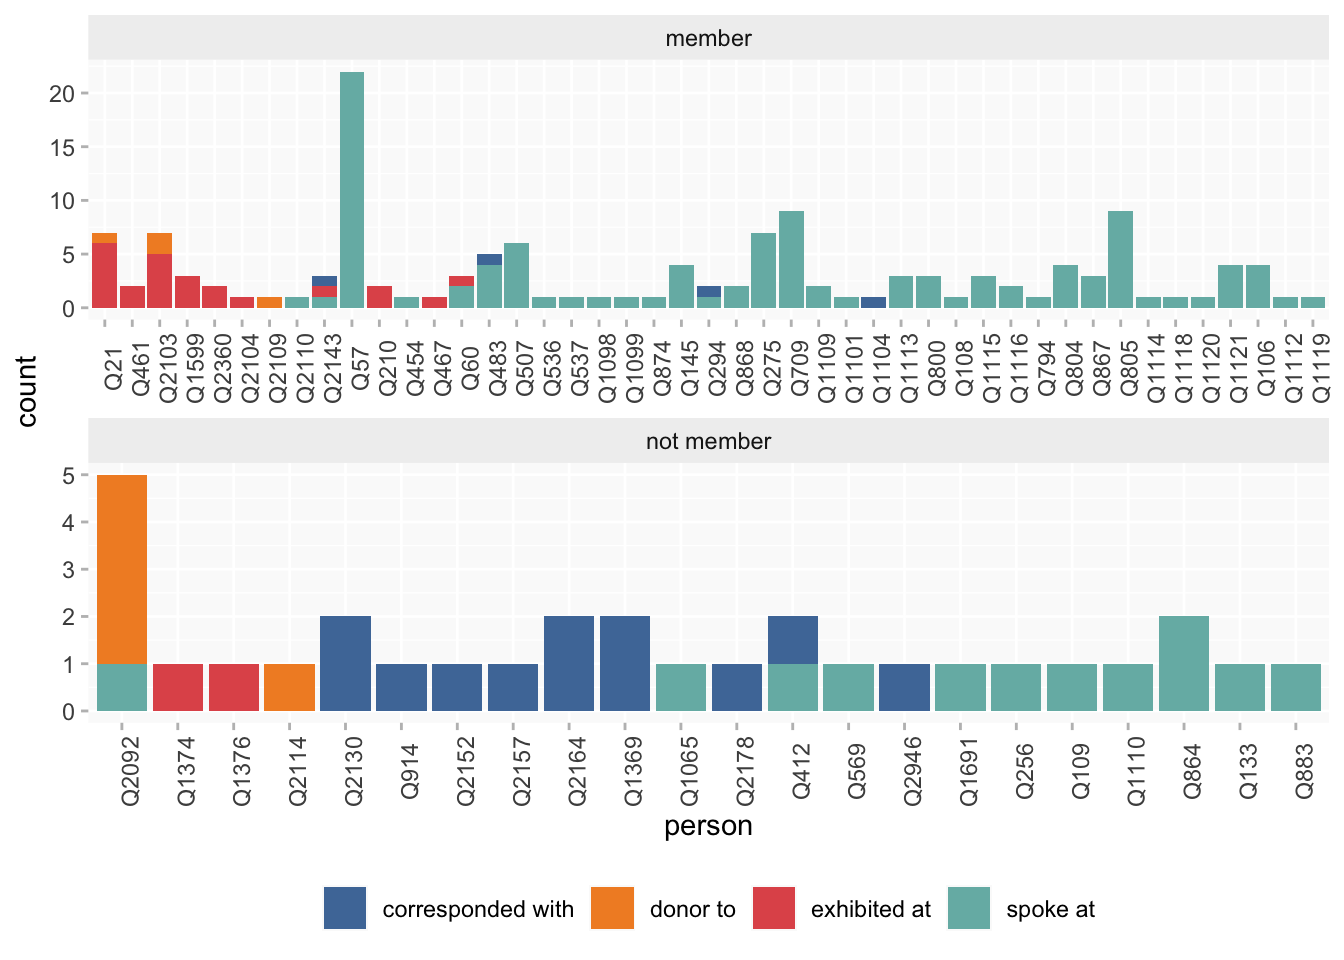 member
20
15
10
5
0
Q21 Q461 Q2103 Q1599 Q2360 Q2104 Q2109 Q2110 Q2143 Q57 Q210 Q454 Q467 Q60 Q483 Q507 Q536 Q537 Q1098 Q1099 Q874 Q145 Q294 Q868 Q275 Q709 Q1109 Q1101 Q1104 Q1113 Q800 Q108 Q1115 Q1116 Q794 Q804 Q867 Q805 Q1114 Q1118 Q1120 Q1121 Q106 Q1112 Q1119
count
not member
5
4
3
2
1
0
Q2092 Q1374 Q1376 Q2114 Q2130 Q914 Q2152 Q2157 Q2164 Q1369 Q1065 Q2178 Q412 Q569 Q2946 Q1691 Q256 Q109 Q1110 Q864 Q133 Q883
person
corresponded with donor to exhibited at spoke at